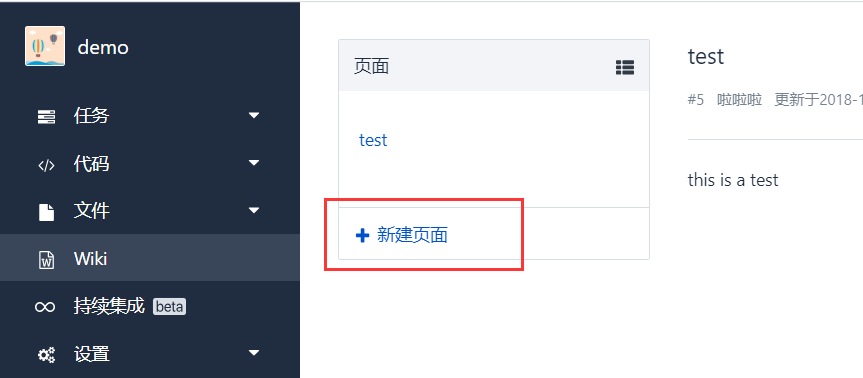 demo
任务
代码
文件
Wiki
持续集成 beta
设置
页面
test
新建页面
test
#5 啦啦啦 更新于2018-1
this is a test